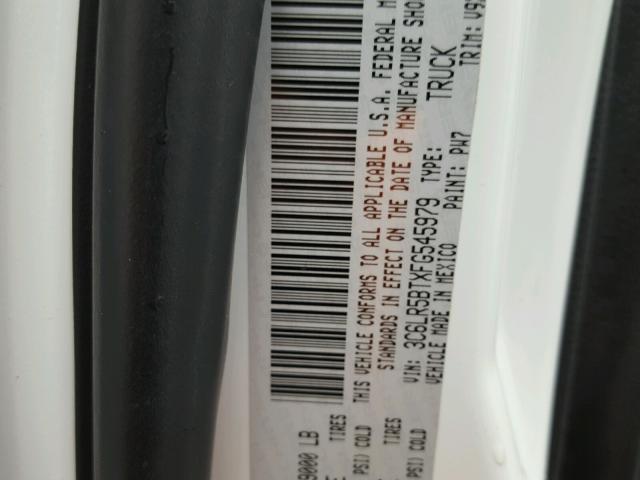 9000 LB
TIRES
PSI) COLD
THIS VEHICLE CONFORMS TO ALL APPLICABLE U.S.A. FEDERAL M
STANDARDS IN EFFECT ON THE DATE OF MANUFACTURE SHO
TIRES
PSI) COLD
VIN: 3C6LR5BTXFG545979 TYPE: TRUCK
VEHICLE MADE IN MEXICO PAINT: PW7 TRIM: V9